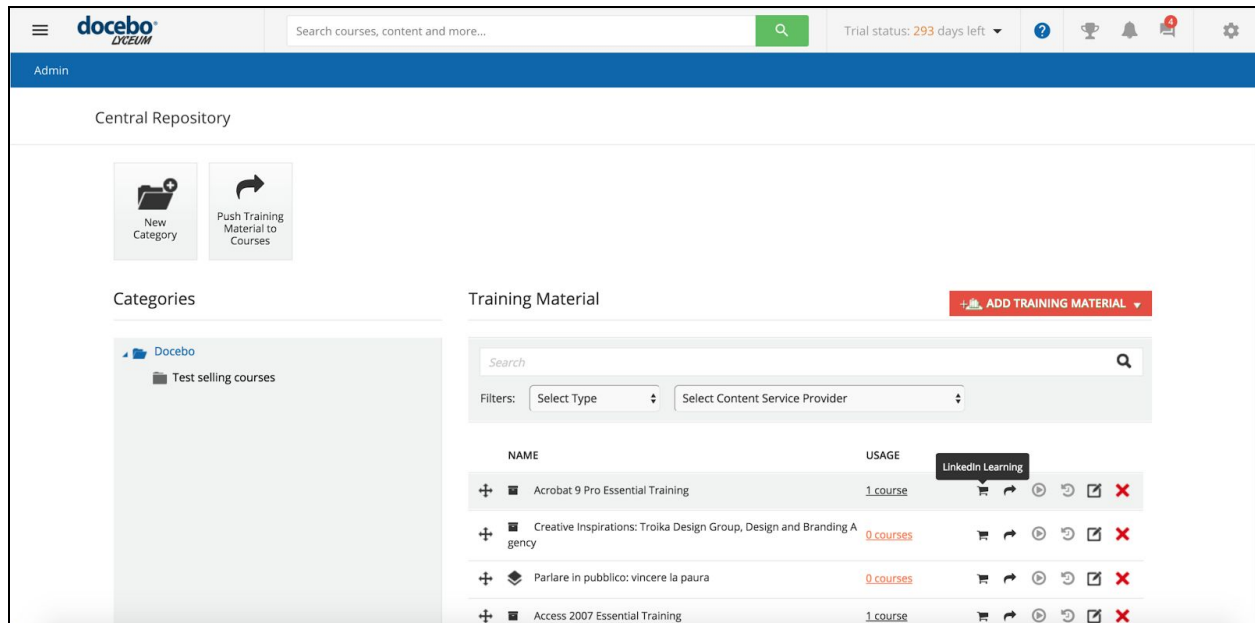 docebo
LYCEUM
Search courses, content and more...
Trial status: 293 days left
?
4
Admin
Central Repository
New
Category
Push Training
Material to
Courses
Categories
Training Material
+ ADD TRAINING MATERIAL
Docebo
Test selling courses
Search
Filters:
Select Type
Select Content Service Provider
NAME
USAGE
LinkedIn Learning
Acrobat 9 Pro Essential Training
1 course
Creative Inspirations: Troika Design Group, Design and Branding A
gency
0 courses
Parlare in pubblico: vincere la paura
0 courses
Access 2007 Essential Training
1 course